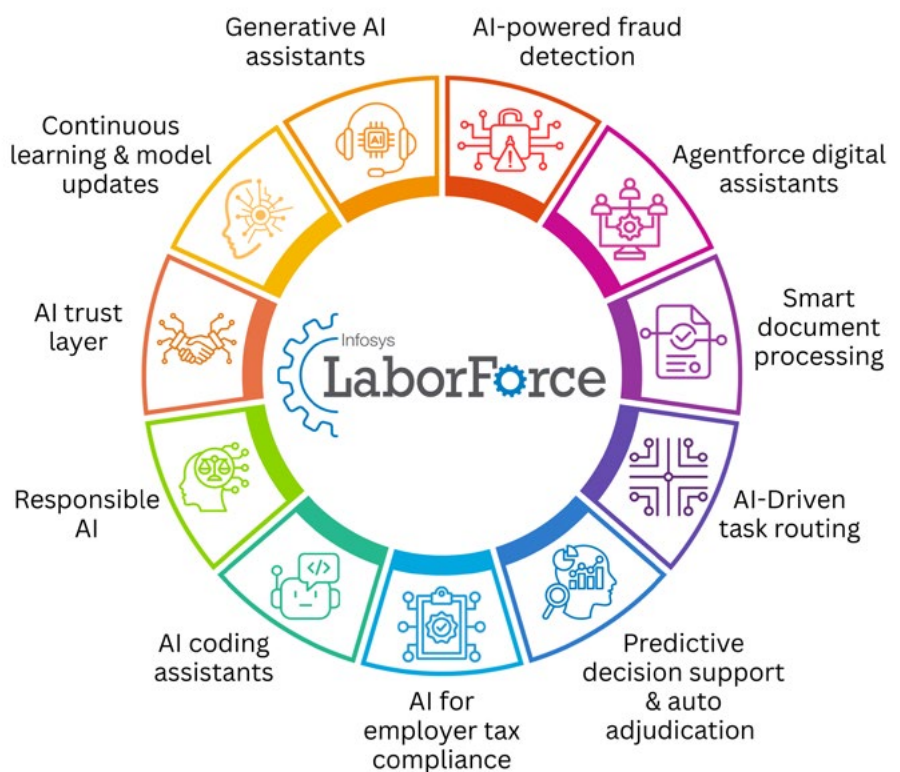 Generative AI
assistants
AI-powered fraud
detection
Continuous
learning & model
updates
AI
Agentforce digital
assistants
AI trust
layer
Smart
document
processing
Infosys
LaborForce
Responsible
AI
AI-Driven
task routing
</>
AI coding
assistants
Predictive
decision support
& auto
adjudication
AI for
employer tax
compliance